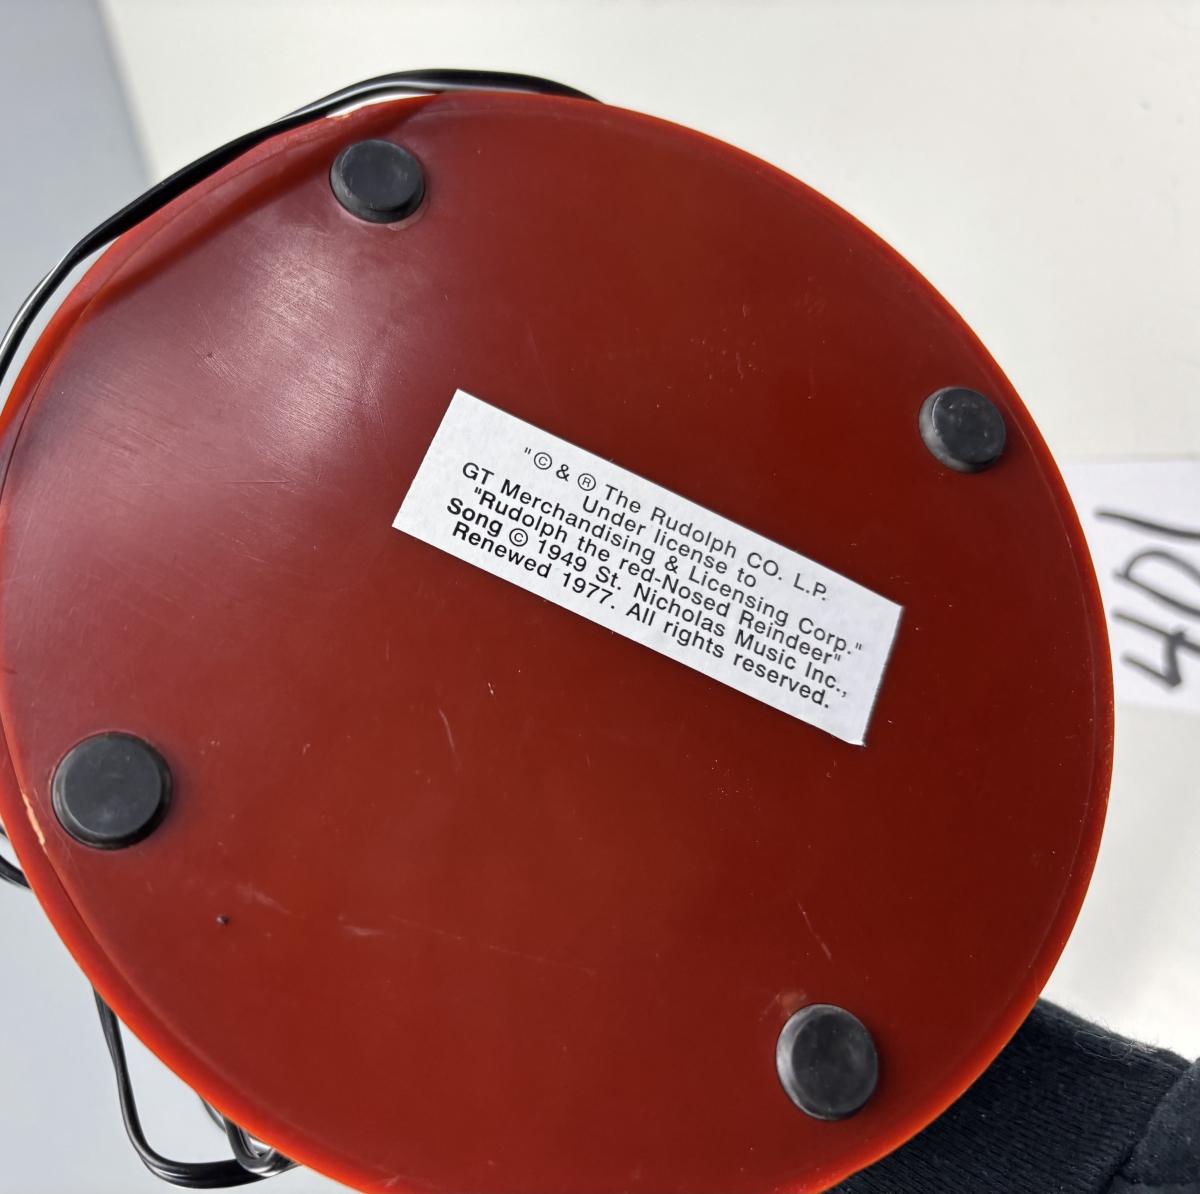 "© & ® The Rudolph CO. L.P.
Under license to
GT Merchandising & Licensing Corp."
"Rudolph the red-Nosed Reindeer"
Song © 1949 St. Nicholas Music Inc.,
Renewed 1977. All rights reserved.